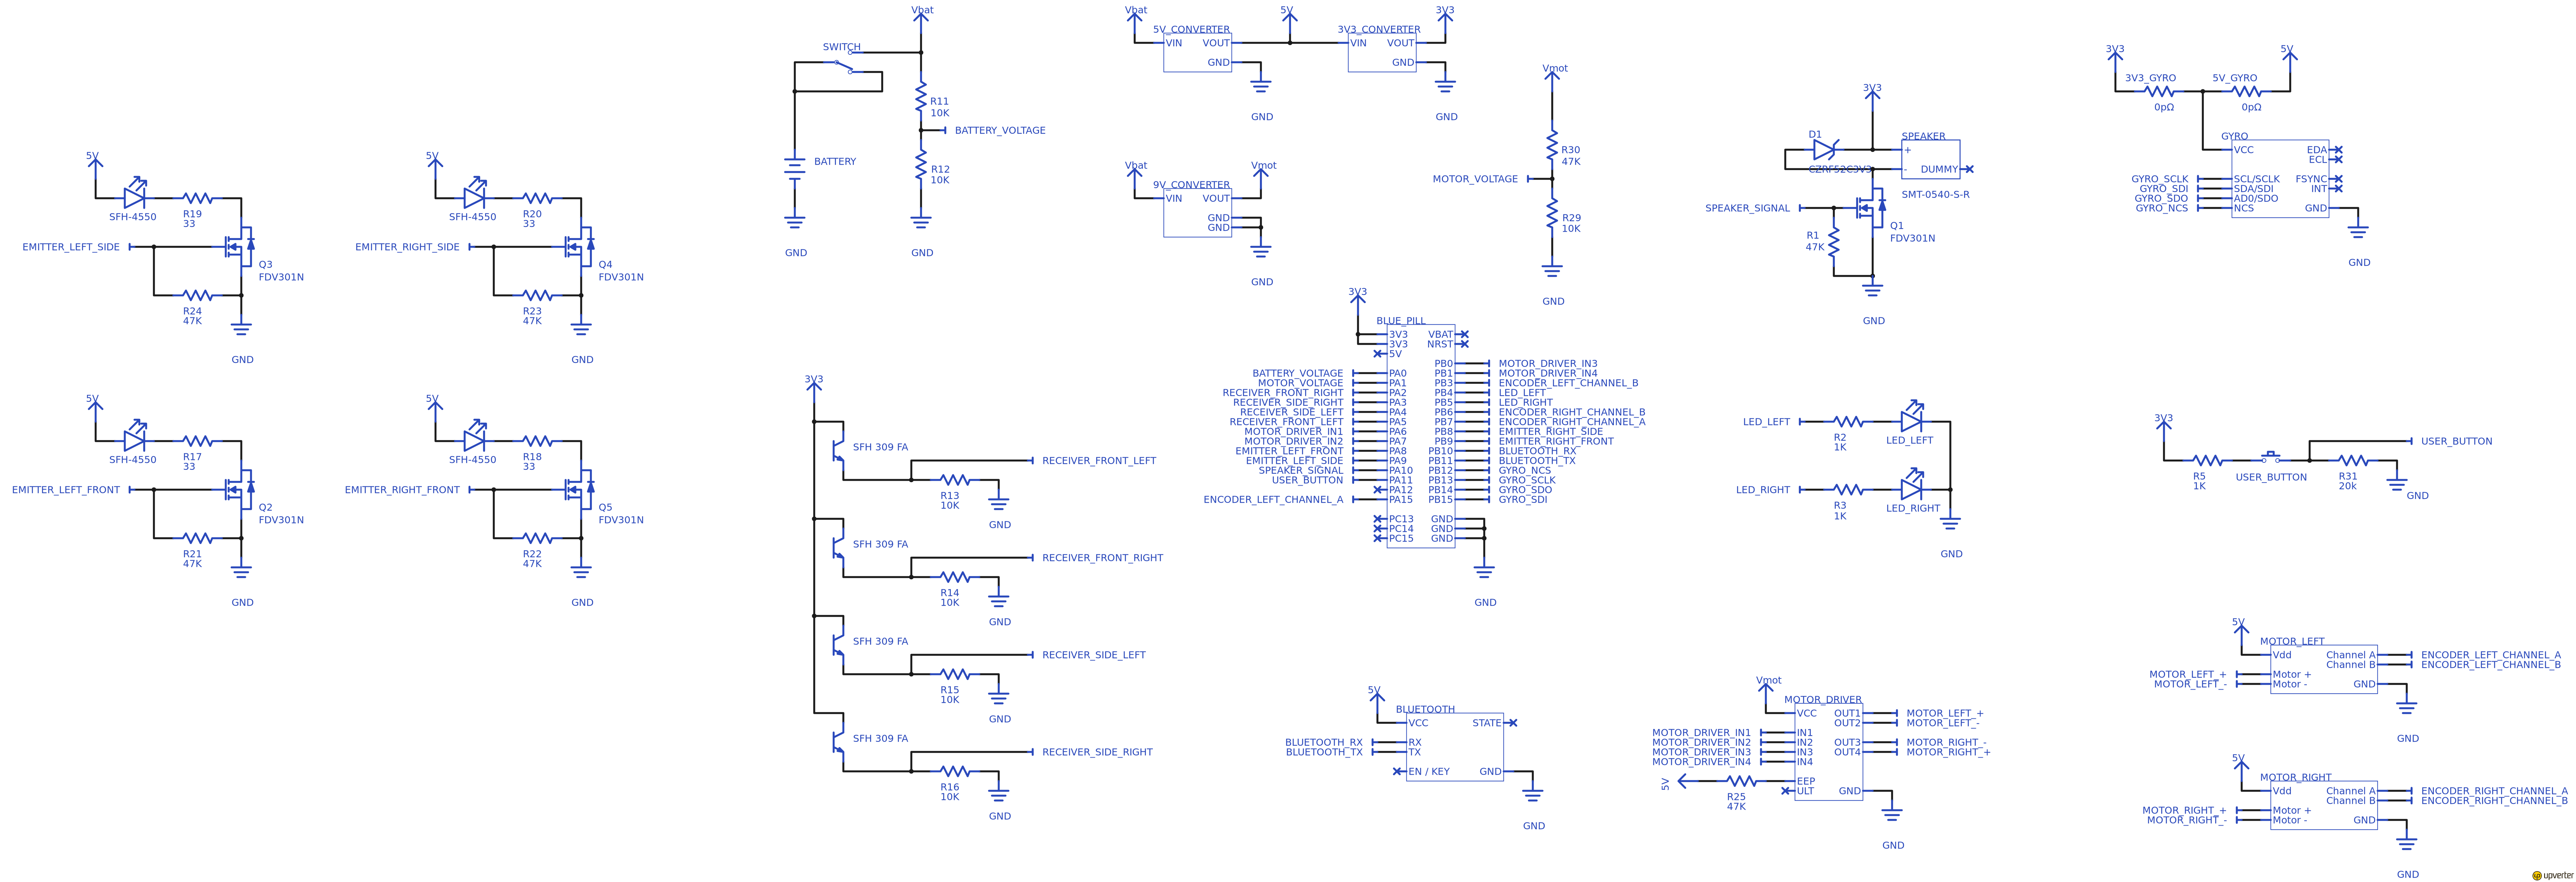 5V
SFH-4550
R19
33
EMITTER_LEFT_SIDE
Q3
FDV301N
R24
47K
GND
5V
SFH-4550
R20
33
EMITTER_RIGHT_SIDE
Q4
FDV301N
R23
47K
GND
5V
SFH-4550
R17
33
EMITTER_LEFT_FRONT
Q2
FDV301N
R21
47K
GND
5V
SFH-4550
R18
33
EMITTER_RIGHT_FRONT
Q5
FDV301N
R22
47K
GND
Vbat
SWITCH
R11
10K
BATTERY_VOLTAGE
BATTERY
R12
10K
GND
GND
Vbat
5V_CONVERTER
VIN VOUT
GND
GND
5V
3V3_CONVERTER
VIN VOUT
GND
3V3
GND
Vbat
9V_CONVERTER
VIN
GND
GND
Vmot
GND
Vmot
R30
47K
MOTOR_VOLTAGE
R29
10K
GND
3V3
D1
CZRF52C3V3
SPEAKER
+
-
DUMMY
SMT-0540-S-R
SPEAKER_SIGNAL
Q1
FDV301N
R1
47K
GND
3V3
5V
3V3_GYRO
0pΩ
5V_GYRO
0pΩ
GYRO
VCC
EDA
ECL
GYRO_SCLK SCL/SCLK FSYNC
GYRO_SDI SDA/SDI INT
GYRO_SDO AD0/SDO
GYRO_NCS NCS GND
GND
3V3
SFH 309 FA
RECEIVER_FRONT_LEFT
R13
10K
GND
SFH 309 FA
RECEIVER_FRONT_RIGHT
R14
10K
GND
SFH 309 FA
RECEIVER_SIDE_LEFT
R15
10K
GND
SFH 309 FA
RECEIVER_SIDE_RIGHT
R16
10K
GND
3V3
BLUE_PILL
3V3 VBAT
3V3 NRST
5V
PB0 MOTOR_DRIVER_IN3
BATTERY_VOLTAGE PA0 PB1 MOTOR_DRIVER_IN4
MOTOR_VOLTAGE PA1 PB3 ENCODER_LEFT_CHANNEL_B
RECEIVER_FRONT_RIGHT PA2 PB4 LED_LEFT
RECEIVER_SIDE_RIGHT PA3 PB5 LED_RIGHT
RECEIVER_SIDE_LEFT PA4 PB6 ENCODER_RIGHT_CHANNEL_B
RECEIVER_FRONT_LEFT PA5 PB7 ENCODER_RIGHT_CHANNEL_A
MOTOR_DRIVER_IN1 PA6 PB8 EMITTER_RIGHT_SIDE
MOTOR_DRIVER_IN2 PA7 PB9 EMITTER_RIGHT_FRONT
EMITTER_LEFT_FRONT PA8 PB10 BLUETOOTH_RX
EMITTER_LEFT_SIDE PA9 PB11 BLUETOOTH_TX
SPEAKER_SIGNAL PA10 PB12 GYRO_NCS
USER_BUTTON PA11 PB13 GYRO_SCLK
PA12 PB14 GYRO_SDO
ENCODER_LEFT_CHANNEL_A PA15 PB15 GYRO_SDI
PC13 GND
PC14 GND
PC15 GND
GND
LED_LEFT
R2
1K
LED_LEFT
LED_RIGHT
R3
1K
LED_RIGHT
GND
3V3
R5
1K
USER_BUTTON
USER_BUTTON
R31
20k
GND
5V
BLUETOOTH
VCC STATE
BLUETOOTH_RX RX
BLUETOOTH_TX TX
EN / KEY GND
GND
Vmot
MOTOR_DRIVER
VCC OUT1 MOTOR_LEFT_+
OUT2 MOTOR_LEFT_-
MOTOR_DRIVER_IN1 IN1
MOTOR_DRIVER_IN2 IN2 OUT3 MOTOR_RIGHT_-
MOTOR_DRIVER_IN3 IN3 OUT4 MOTOR_RIGHT_+
MOTOR_DRIVER_IN4 IN4
5V
R25
47K
EEP
ULT
GND
GND
5V
MOTOR_LEFT
Vdd Channel A ENCODER_LEFT_CHANNEL_A
Channel B ENCODER_LEFT_CHANNEL_B
MOTOR_LEFT_+ Motor +
MOTOR_LEFT_- Motor - GND
GND
5V
MOTOR_RIGHT
Vdd Channel A ENCODER_RIGHT_CHANNEL_A
Channel B ENCODER_RIGHT_CHANNEL_B
MOTOR_RIGHT_+ Motor +
MOTOR_RIGHT_- Motor - GND
GND
up upverter